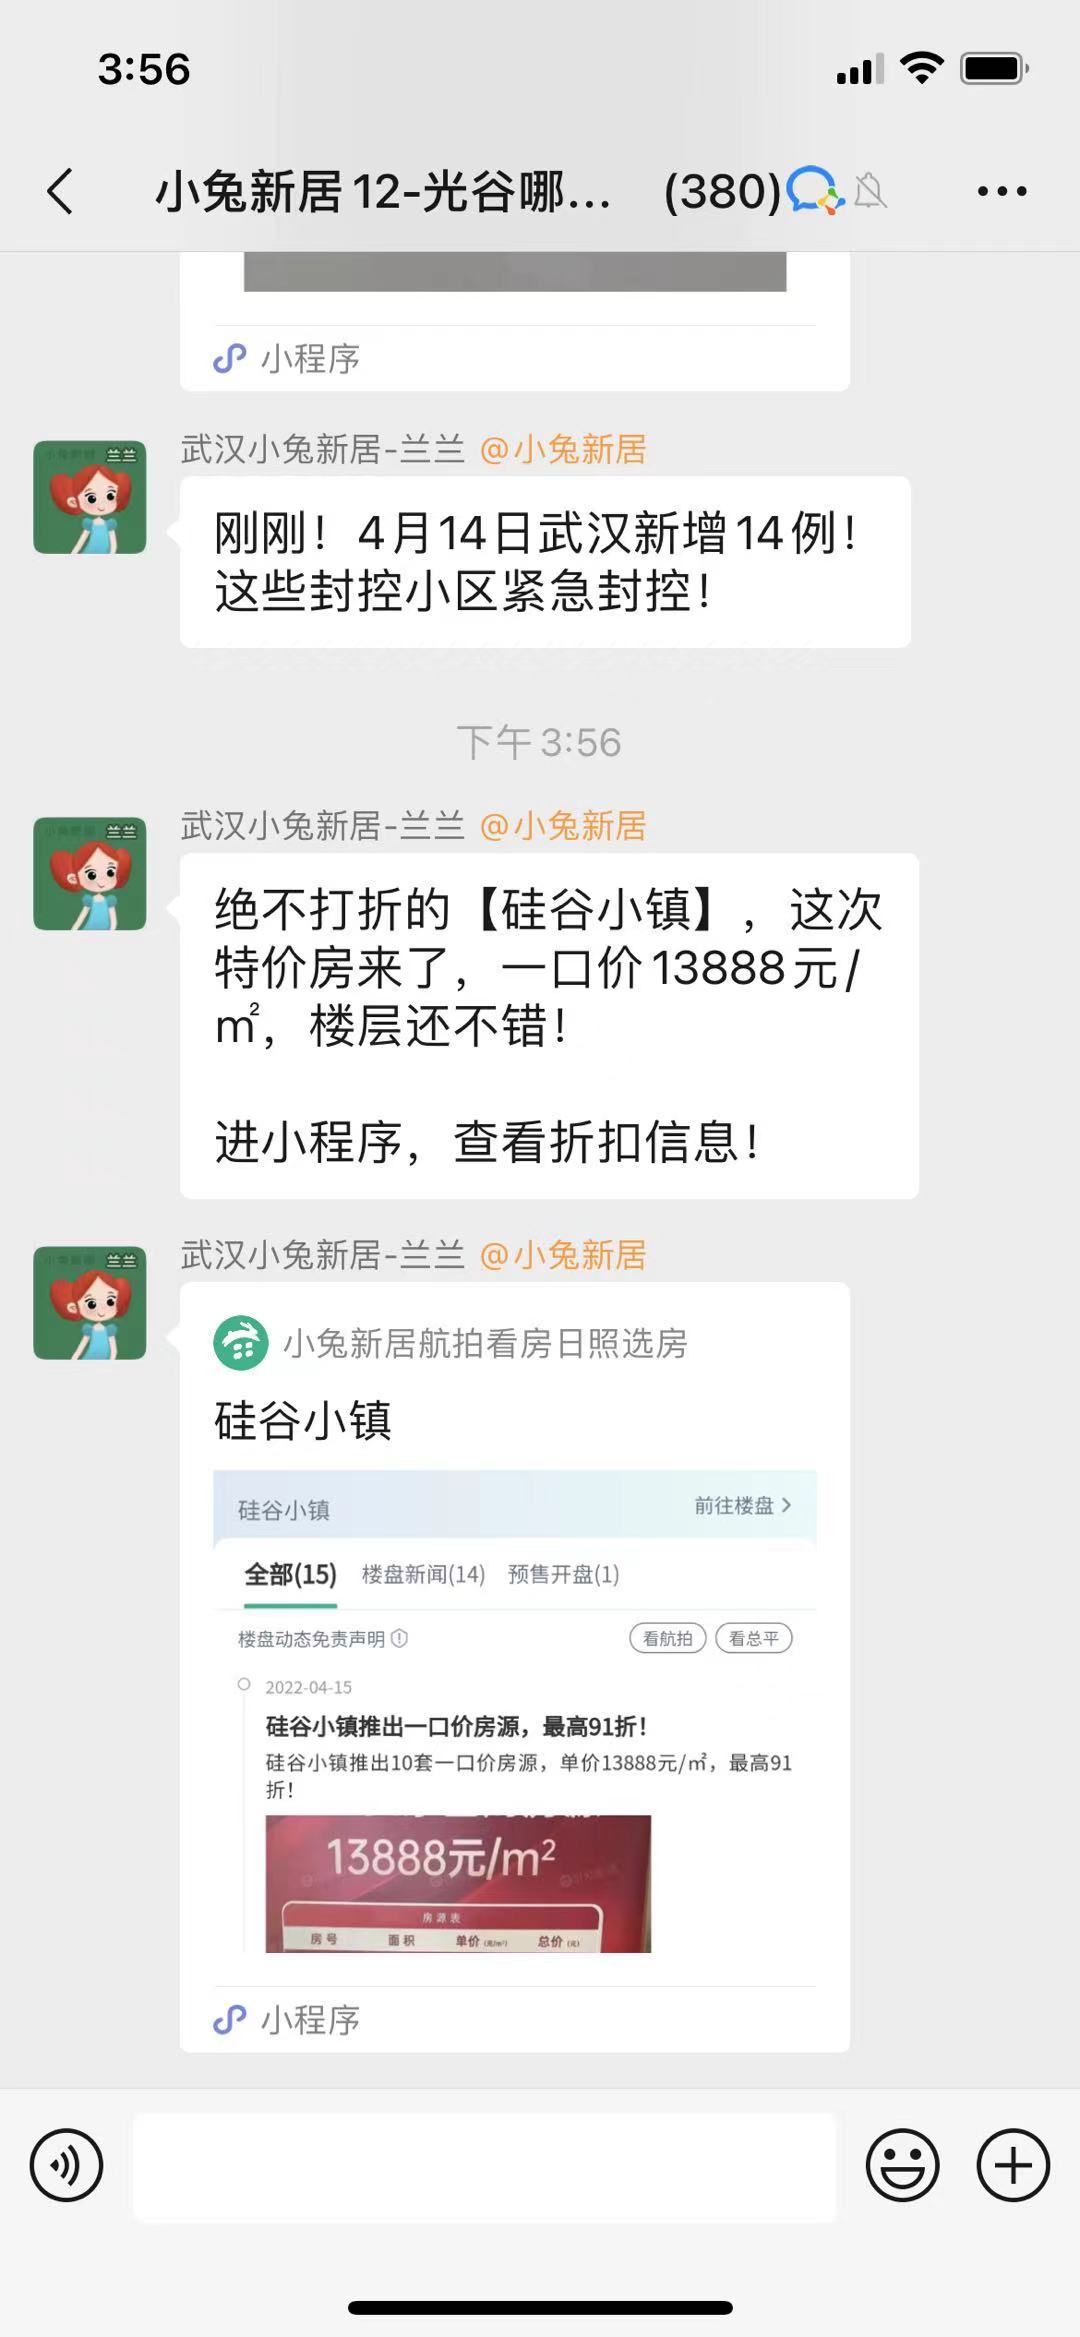 3:56
小兔新居12-光谷哪... (380)
小程序
武汉小兔新居-兰兰 @小兔新居
兰兰
刚刚！4月14日武汉新增14例！
这些封控小区紧急封控！
下午3:56
武汉小兔新居-兰兰 @小兔新居
兰兰
绝不打折的【硅谷小镇】，这次
特价房来了，一口价13888元/
㎡，楼层还不错！
进小程序，查看折扣信息！
武汉小兔新居-兰兰 @小兔新居
兰兰
小兔新居航拍看房日照选房
硅谷小镇
硅谷小镇 前往楼盘
全部(15) 楼盘新闻(14) 预售开盘(1)
楼盘动态免责声明 看航拍 看总平
2022-04-15
硅谷小镇推出一口价房源，最高91折！
硅谷小镇推出10套一口价房源，单价13888元/㎡，最高91
折！
13888元/m²
房源表
房号 面积 单价(元/m²) 总价(元)
小程序